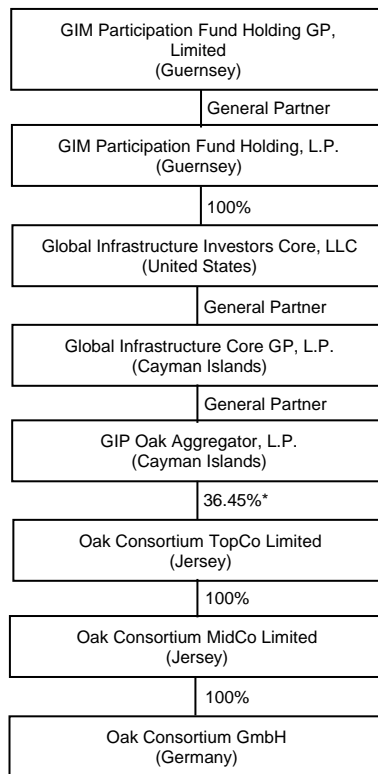 GIM Participation Fund Holding GP,
Limited
(Guernsey)
General Partner
GIM Participation Fund Holding, L.P.
(Guernsey)
100%
Global Infrastructure Investors Core, LLC
(United States)
General Partner
Global Infrastructure Core GP, L.P.
(Cayman Islands)
General Partner
GIP Oak Aggregator, L.P.
(Cayman Islands)
36.45%*
Oak Consortium TopCo Limited
(Jersey)
100%
Oak Consortium MidCo Limited
(Jersey)
100%
Oak Consortium GmbH
(Germany)